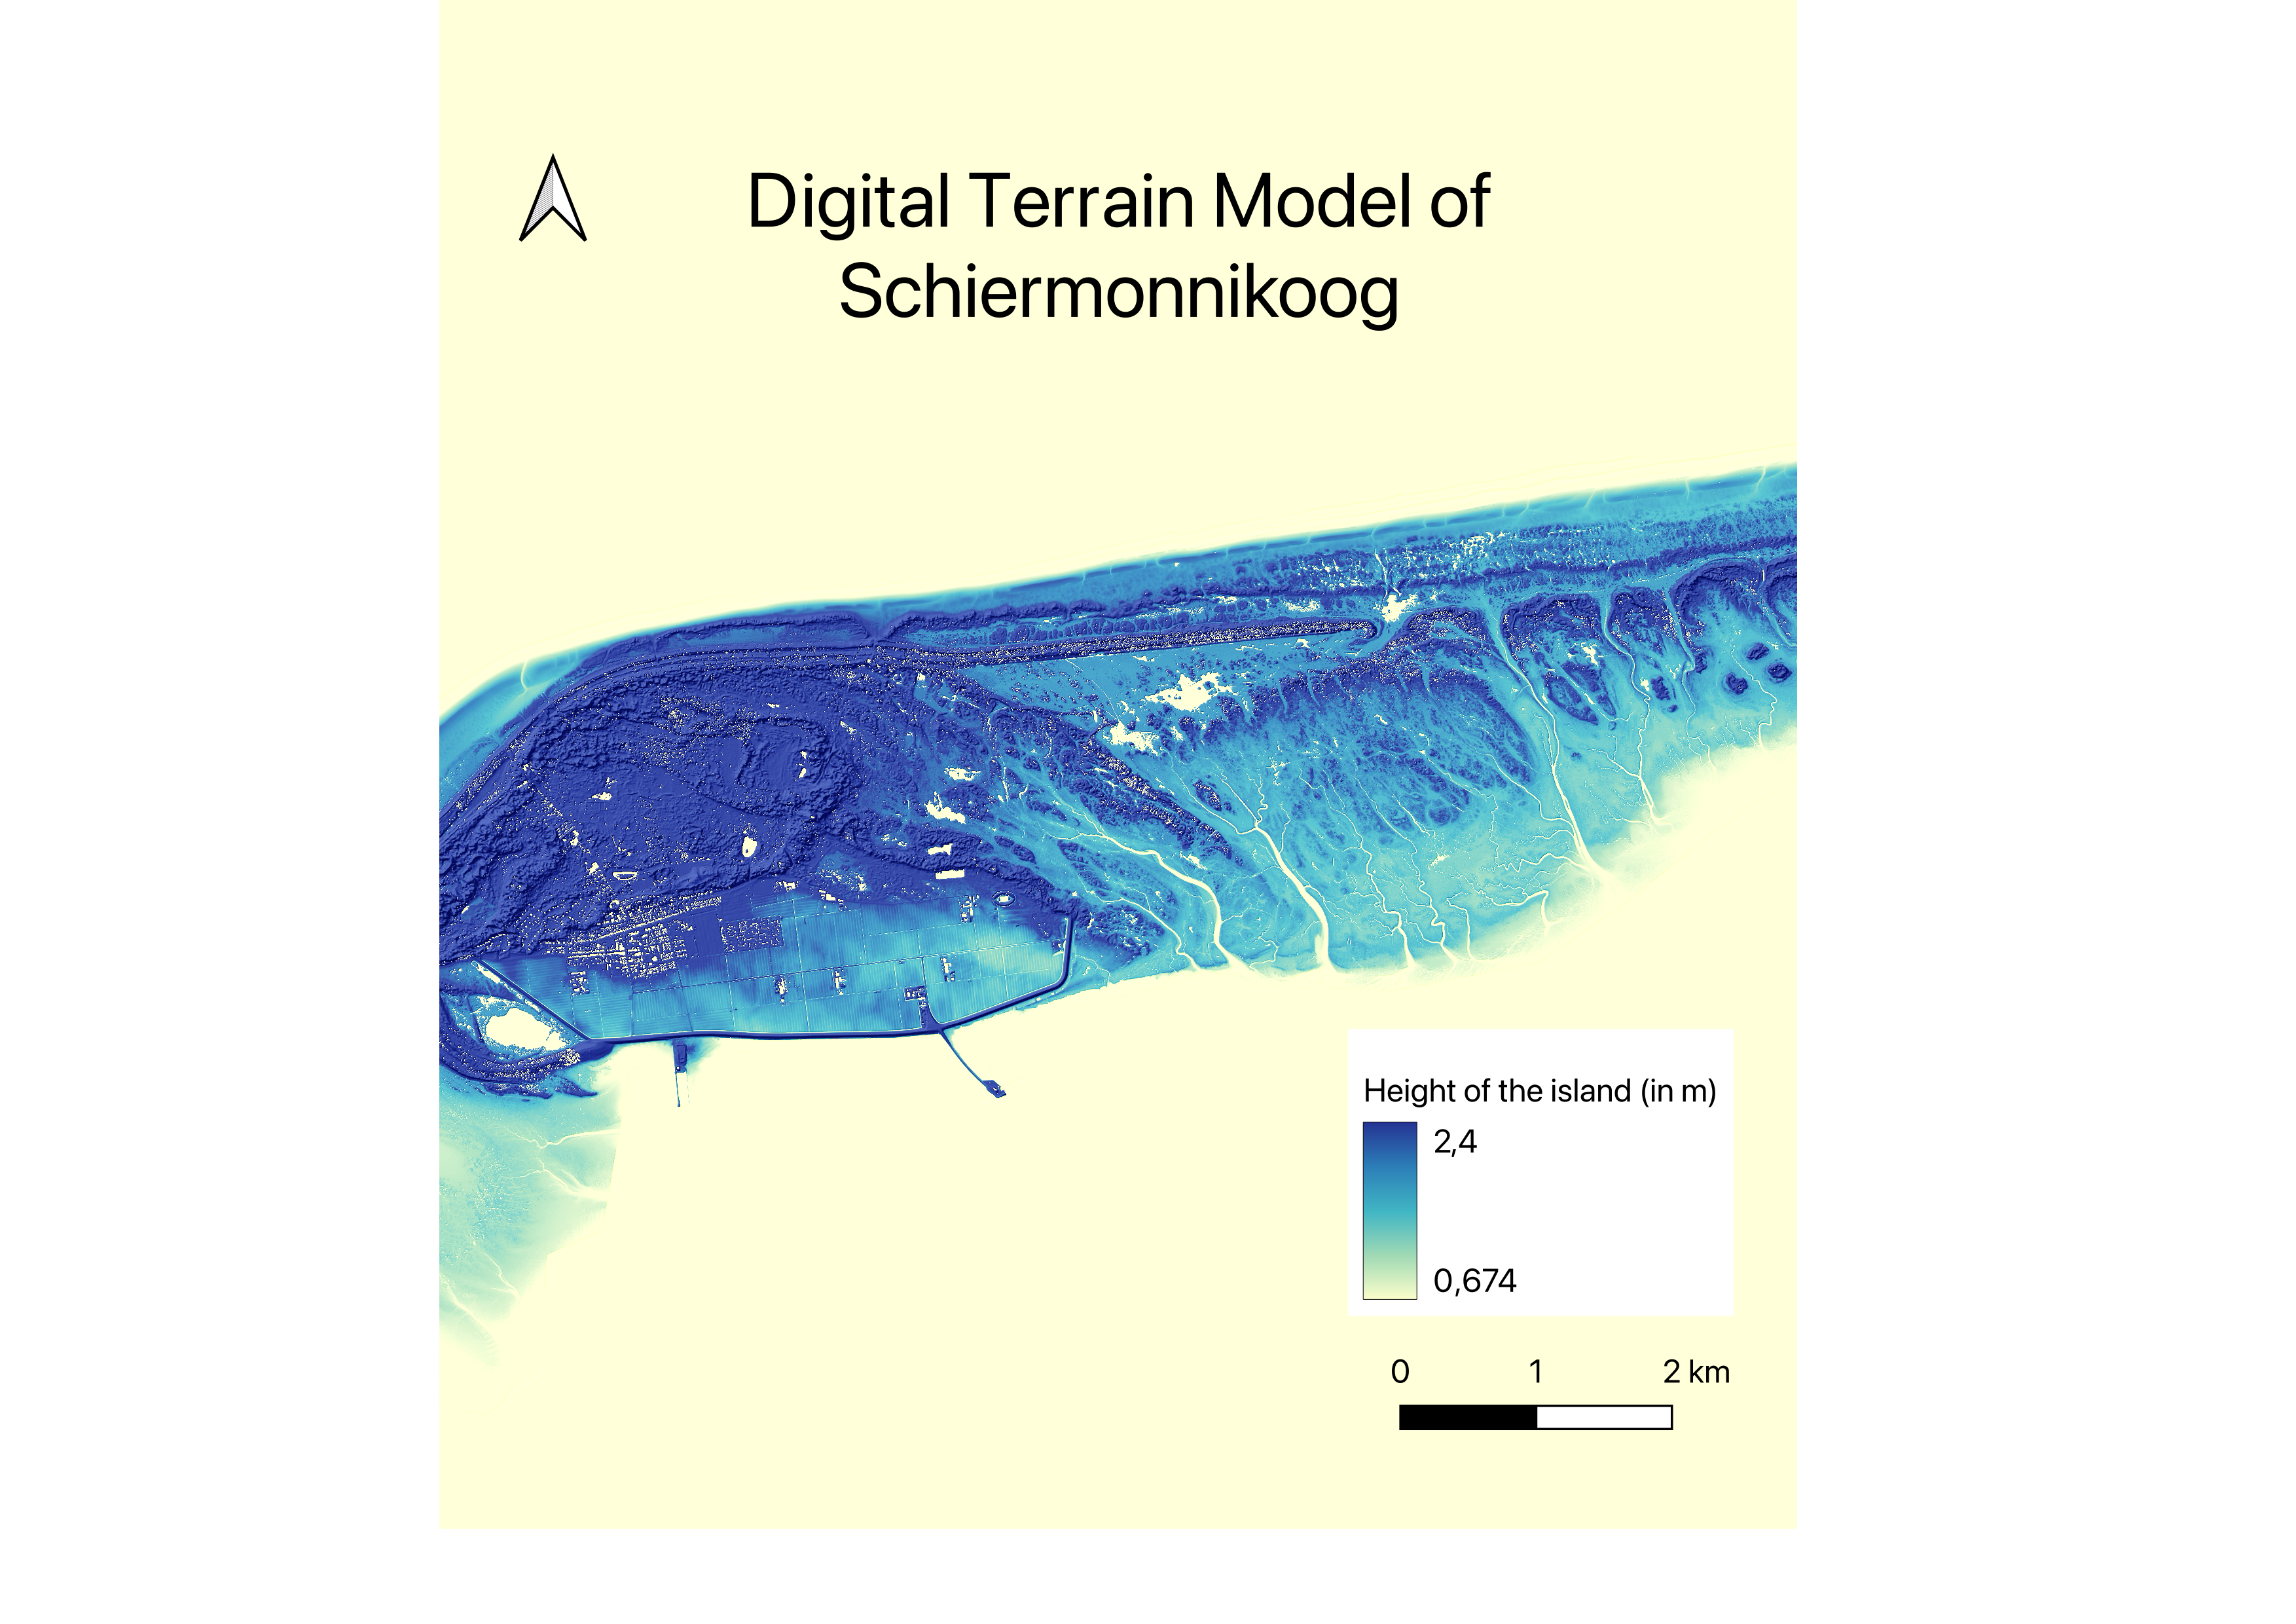 Digital Terrain Model of
Schiermonnikoog
Height of the island (in m)
2,4
0,674
0 1 2 km